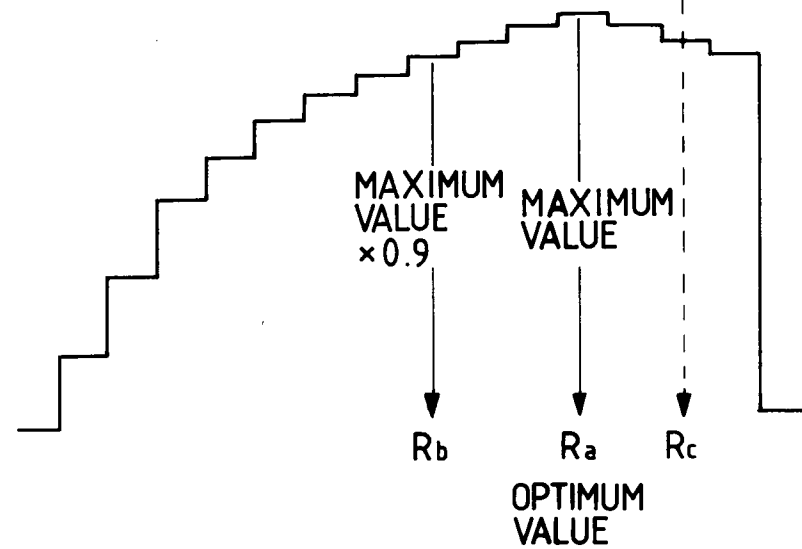 MAXIMUM
VALUE
×0.9
MAXIMUM
VALUE
Rb
Ra
Rc
OPTIMUM
VALUE